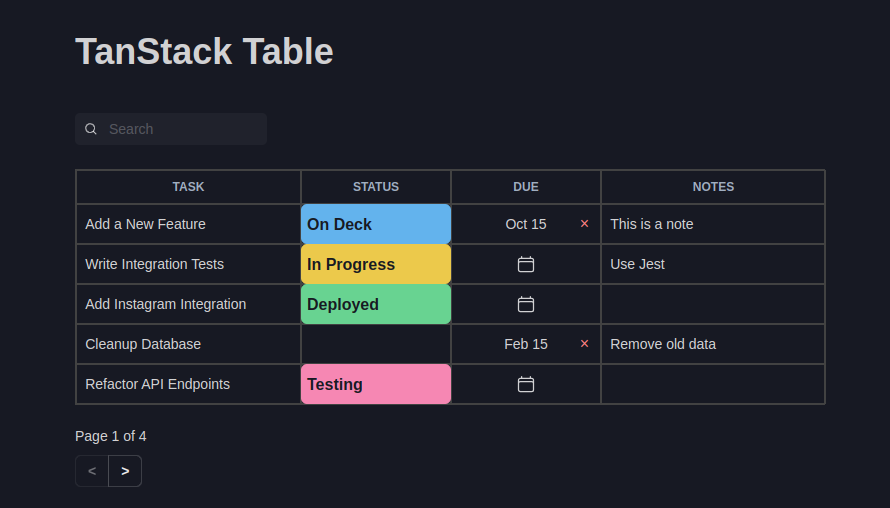 TanStack Table
Search
TASK STATUS DUE NOTES
Add a New Feature On Deck Oct 15 × This is a note
Write Integration Tests In Progress Use Jest
Add Instagram Integration Deployed
Cleanup Database Feb 15 × Remove old data
Refactor API Endpoints Testing
Page 1 of 4
< >